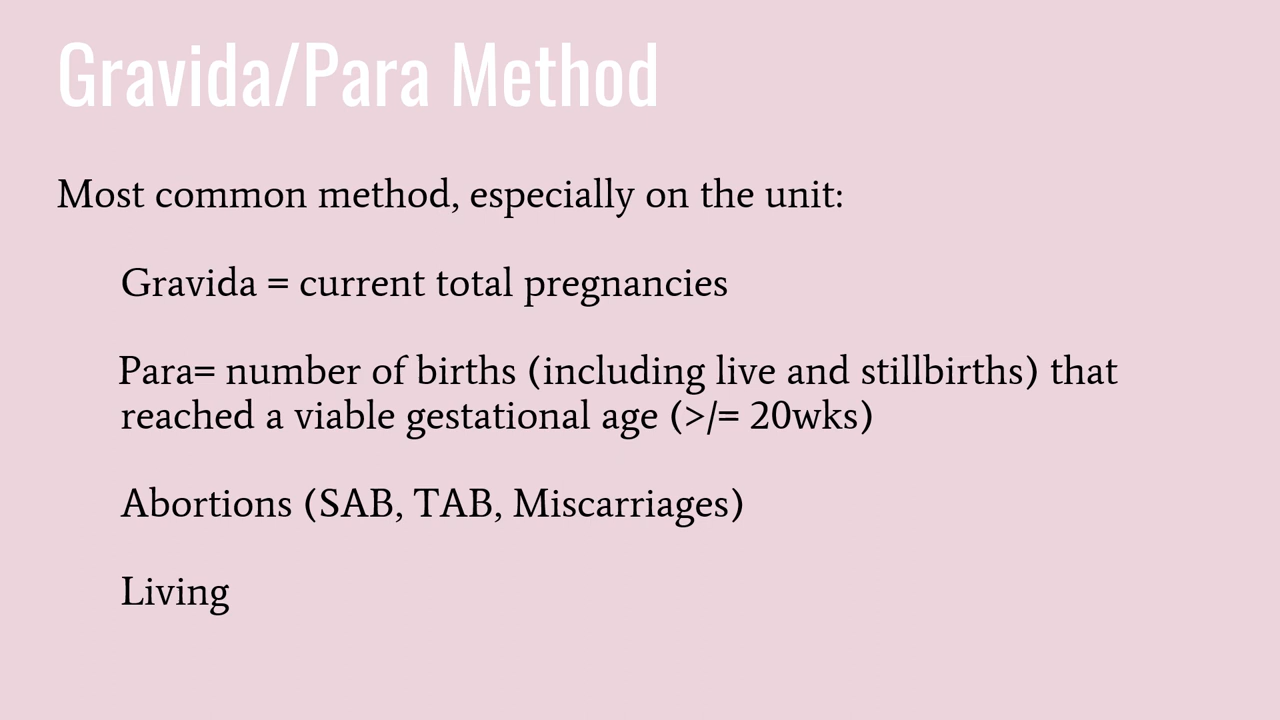 Gravida/Para Method
Most common method, especially on the unit:
Gravida = current total pregnancies
Para= number of births (including live and stillbirths) that
reached a viable gestational age (>/= 20wks)
Abortions (SAB, TAB, Miscarriages)
Living